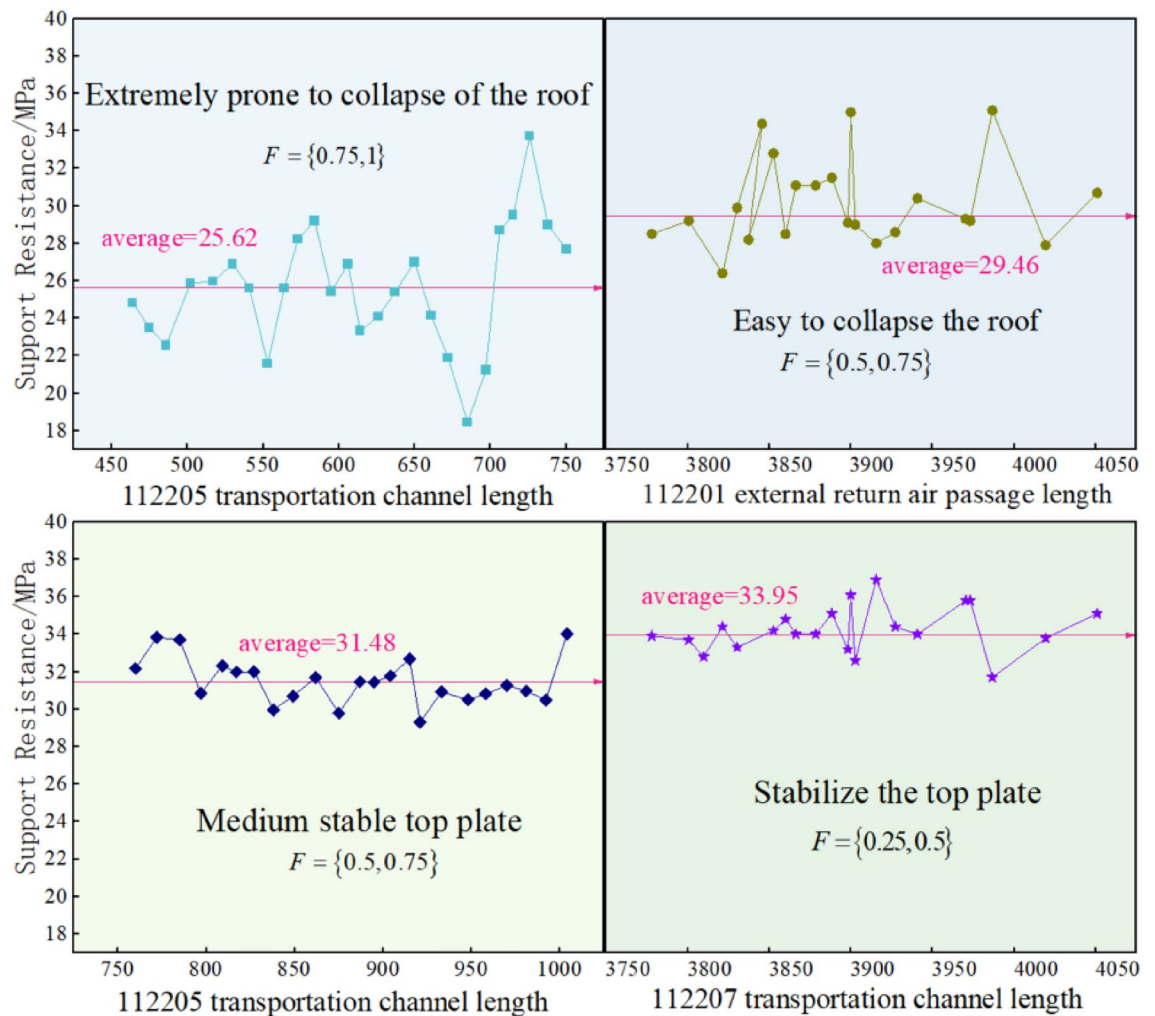 40
38
36
34
32
30
28
26
24
22
20
18
Support Resistance/MPa
Extremely prone to collapse of the roof
F = {0.75,1}
average=25.62
450 500 550 600 650 700 750
112205 transportation channel length
average=29.46
Easy to collapse the roof
F = {0.5,0.75}
3750 3800 3850 3900 3950 4000 4050
112201 external return air passage length
40
38
36
34
32
30
28
26
24
22
20
18
Support Resistance/MPa
average=31.48
Medium stable top plate
F = {0.5,0.75}
750 800 850 900 950 1000
112205 transportation channel length
average=33.95
Stabilize the top plate
F = {0.25,0.5}
3750 3800 3850 3900 3950 4000 4050
112207 transportation channel length